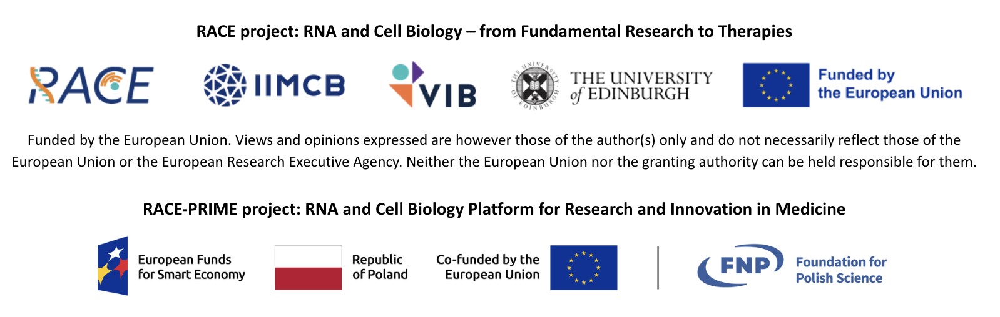 RACE project: RNA and Cell Biology – from Fundamental Research to Therapies
RACE
IIMCB
VIB
THE UNIVERSITY
of EDINBURGH
THE UNIVERSITY OF EDINBURGH
Funded by
the European Union
Funded by the European Union. Views and opinions expressed are however those of the author(s) only and do not necessarily reflect those of the
European Union or the European Research Executive Agency. Neither the European Union nor the granting authority can be held responsible for them.
RACE-PRIME project: RNA and Cell Biology Platform for Research and Innovation in Medicine
European Funds
for Smart Economy
Republic
of Poland
Co-funded by the
European Union
FNP
Foundation for
Polish Science